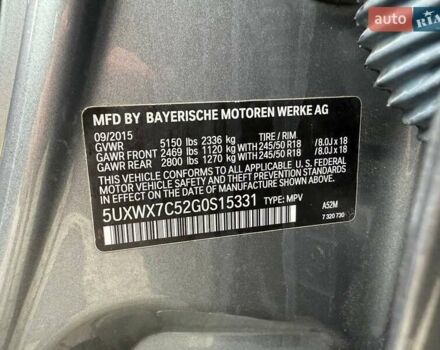 auto RIA
MFD BY BAYERISCHE MOTOREN WERKE AG
09/2015
GVWR 5150 lbs 2336 kg TIRE / RIM
GAWR FRONT 2469 lbs 1120 kg WITH 245/50 R18 / 8.0J x 18
GAWR REAR 2800 lbs 1270 kg WITH 245/50 R18 / 8.0J x 18
THIS VEHICLE CONFORMS TO ALL APPLICABLE U.S. FEDERAL
MOTOR VEHICLE SAFETY, BUMPER, AND THEFT PREVENTION
STANDARDS IN EFFECT ON THE DATE OF
MANUFACTURE SHOWN ABOVE.
5UXWX7C52G0S15331 TYPE: MPV A52M
7 320 730